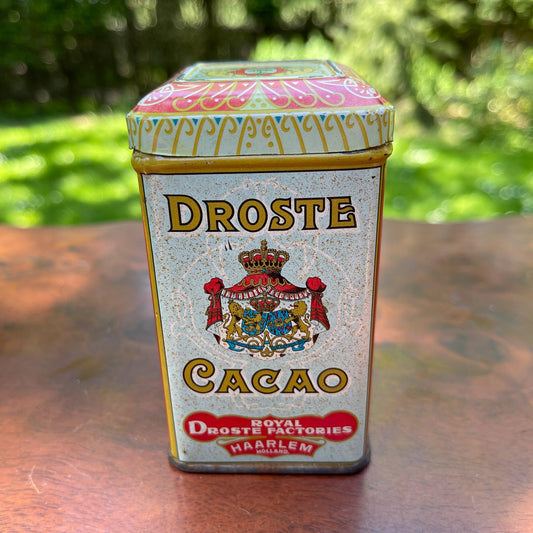 DROSTE
CACAO
ROYAL
DROSTE FACTORIES
HAARLEM
HOLLAND.